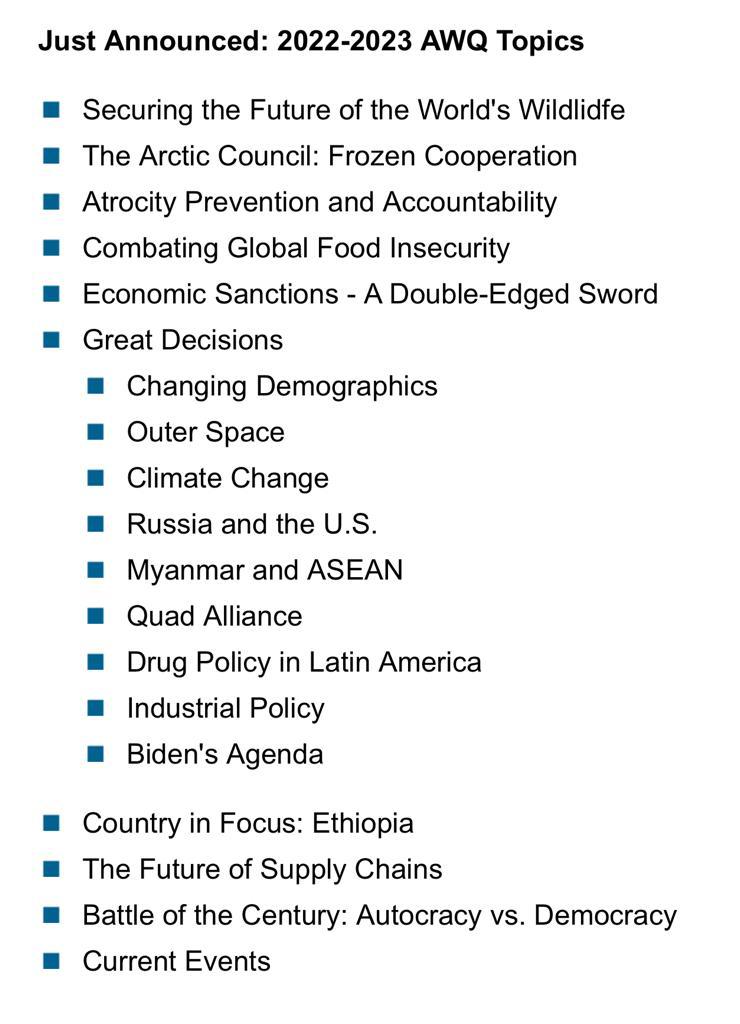 Just Announced: 2022-2023 AWQ Topics
Securing the Future of the World's Wildlidfe
The Arctic Council: Frozen Cooperation
Atrocity Prevention and Accountability
Combating Global Food Insecurity
Economic Sanctions - A Double-Edged Sword
Great Decisions
Changing Demographics
Outer Space
Climate Change
Russia and the U.S.
Myanmar and ASEAN
Quad Alliance
Drug Policy in Latin America
Industrial Policy
Biden's Agenda
Country in Focus: Ethiopia
The Future of Supply Chains
Battle of the Century: Autocracy vs. Democracy
Current Events